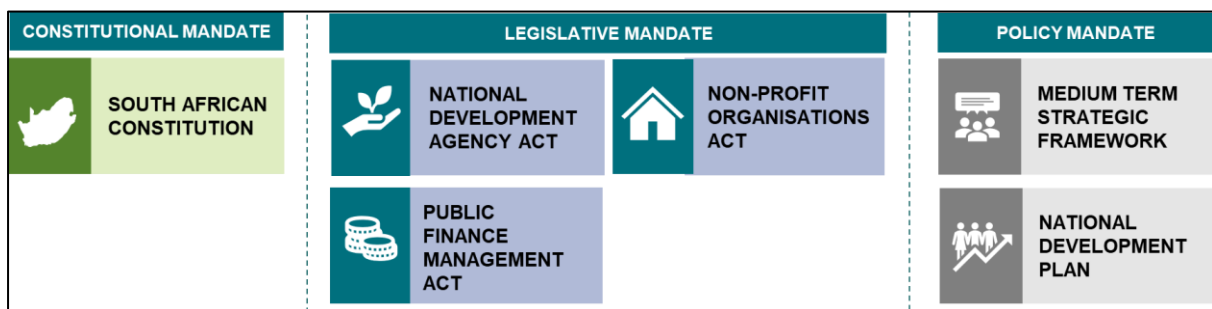 CONSTITUTIONAL MANDATE
SOUTH AFRICAN
CONSTITUTION
LEGISLATIVE MANDATE
NATIONAL
DEVELOPMENT
AGENCY ACT
NON-PROFIT
ORGANISATIONS
ACT
PUBLIC
FINANCE
MANAGEMENT
ACT
POLICY MANDATE
MEDIUM TERM
STRATEGIC
FRAMEWORK
NATIONAL
DEVELOPMENT
PLAN